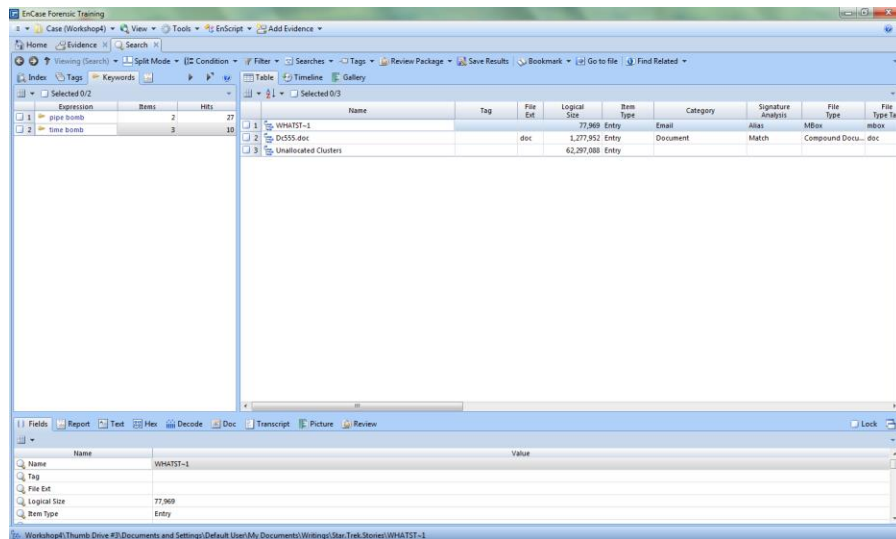 EnCase Forensic Training
Case (Workshop4) View Tools EnScript Add Evidence
Home Evidence Search
Viewing (Search) Split Mode Condition Filter Searches Tags Review Package Save Results Bookmark Go to file Find Related
Index Tags Keywords
Table Timeline Gallery
Selected 0/2
Selected 0/3
Expression Items Hits
1 pipe bomb 2 27
2 time bomb 3 10
Name Tag File Ext Logical Size Item Type Category Signature Analysis File Type File Type Ta
1 WHATST~1 77,969 Entry Email Alias MBox mbox
2 Dc555.doc doc 1,277,952 Entry Document Match Compound Docu... doc
3 Unallocated Clusters 62,297,088 Entry
Fields Report Text Hex Decode Doc Transcript Picture Review Lock
Name Value
Name WHATST~1
Tag
File Ext
Logical Size 77,969
Item Type Entry
Workshop4\Thumb Drive #3\Documents and Settings\Default User\My Documents\Writings\Star.Trek.Stories\WHATST~1